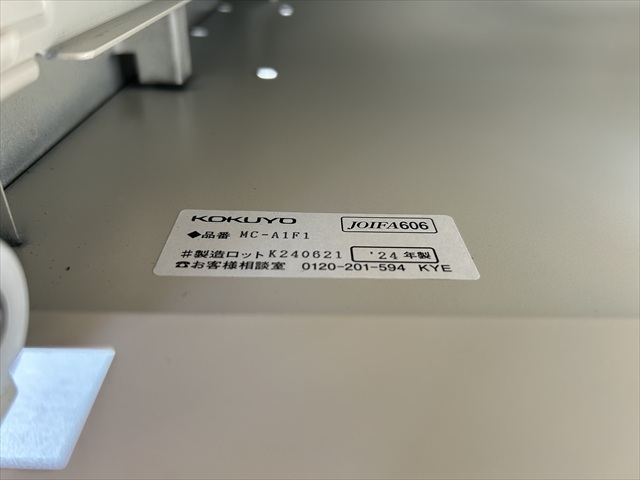 KOKUYO JOIFA606
◆品番 MC-A1F1
#製造ロットK240621 '24年製
☎お客様相談室 0120-201-594 KYE